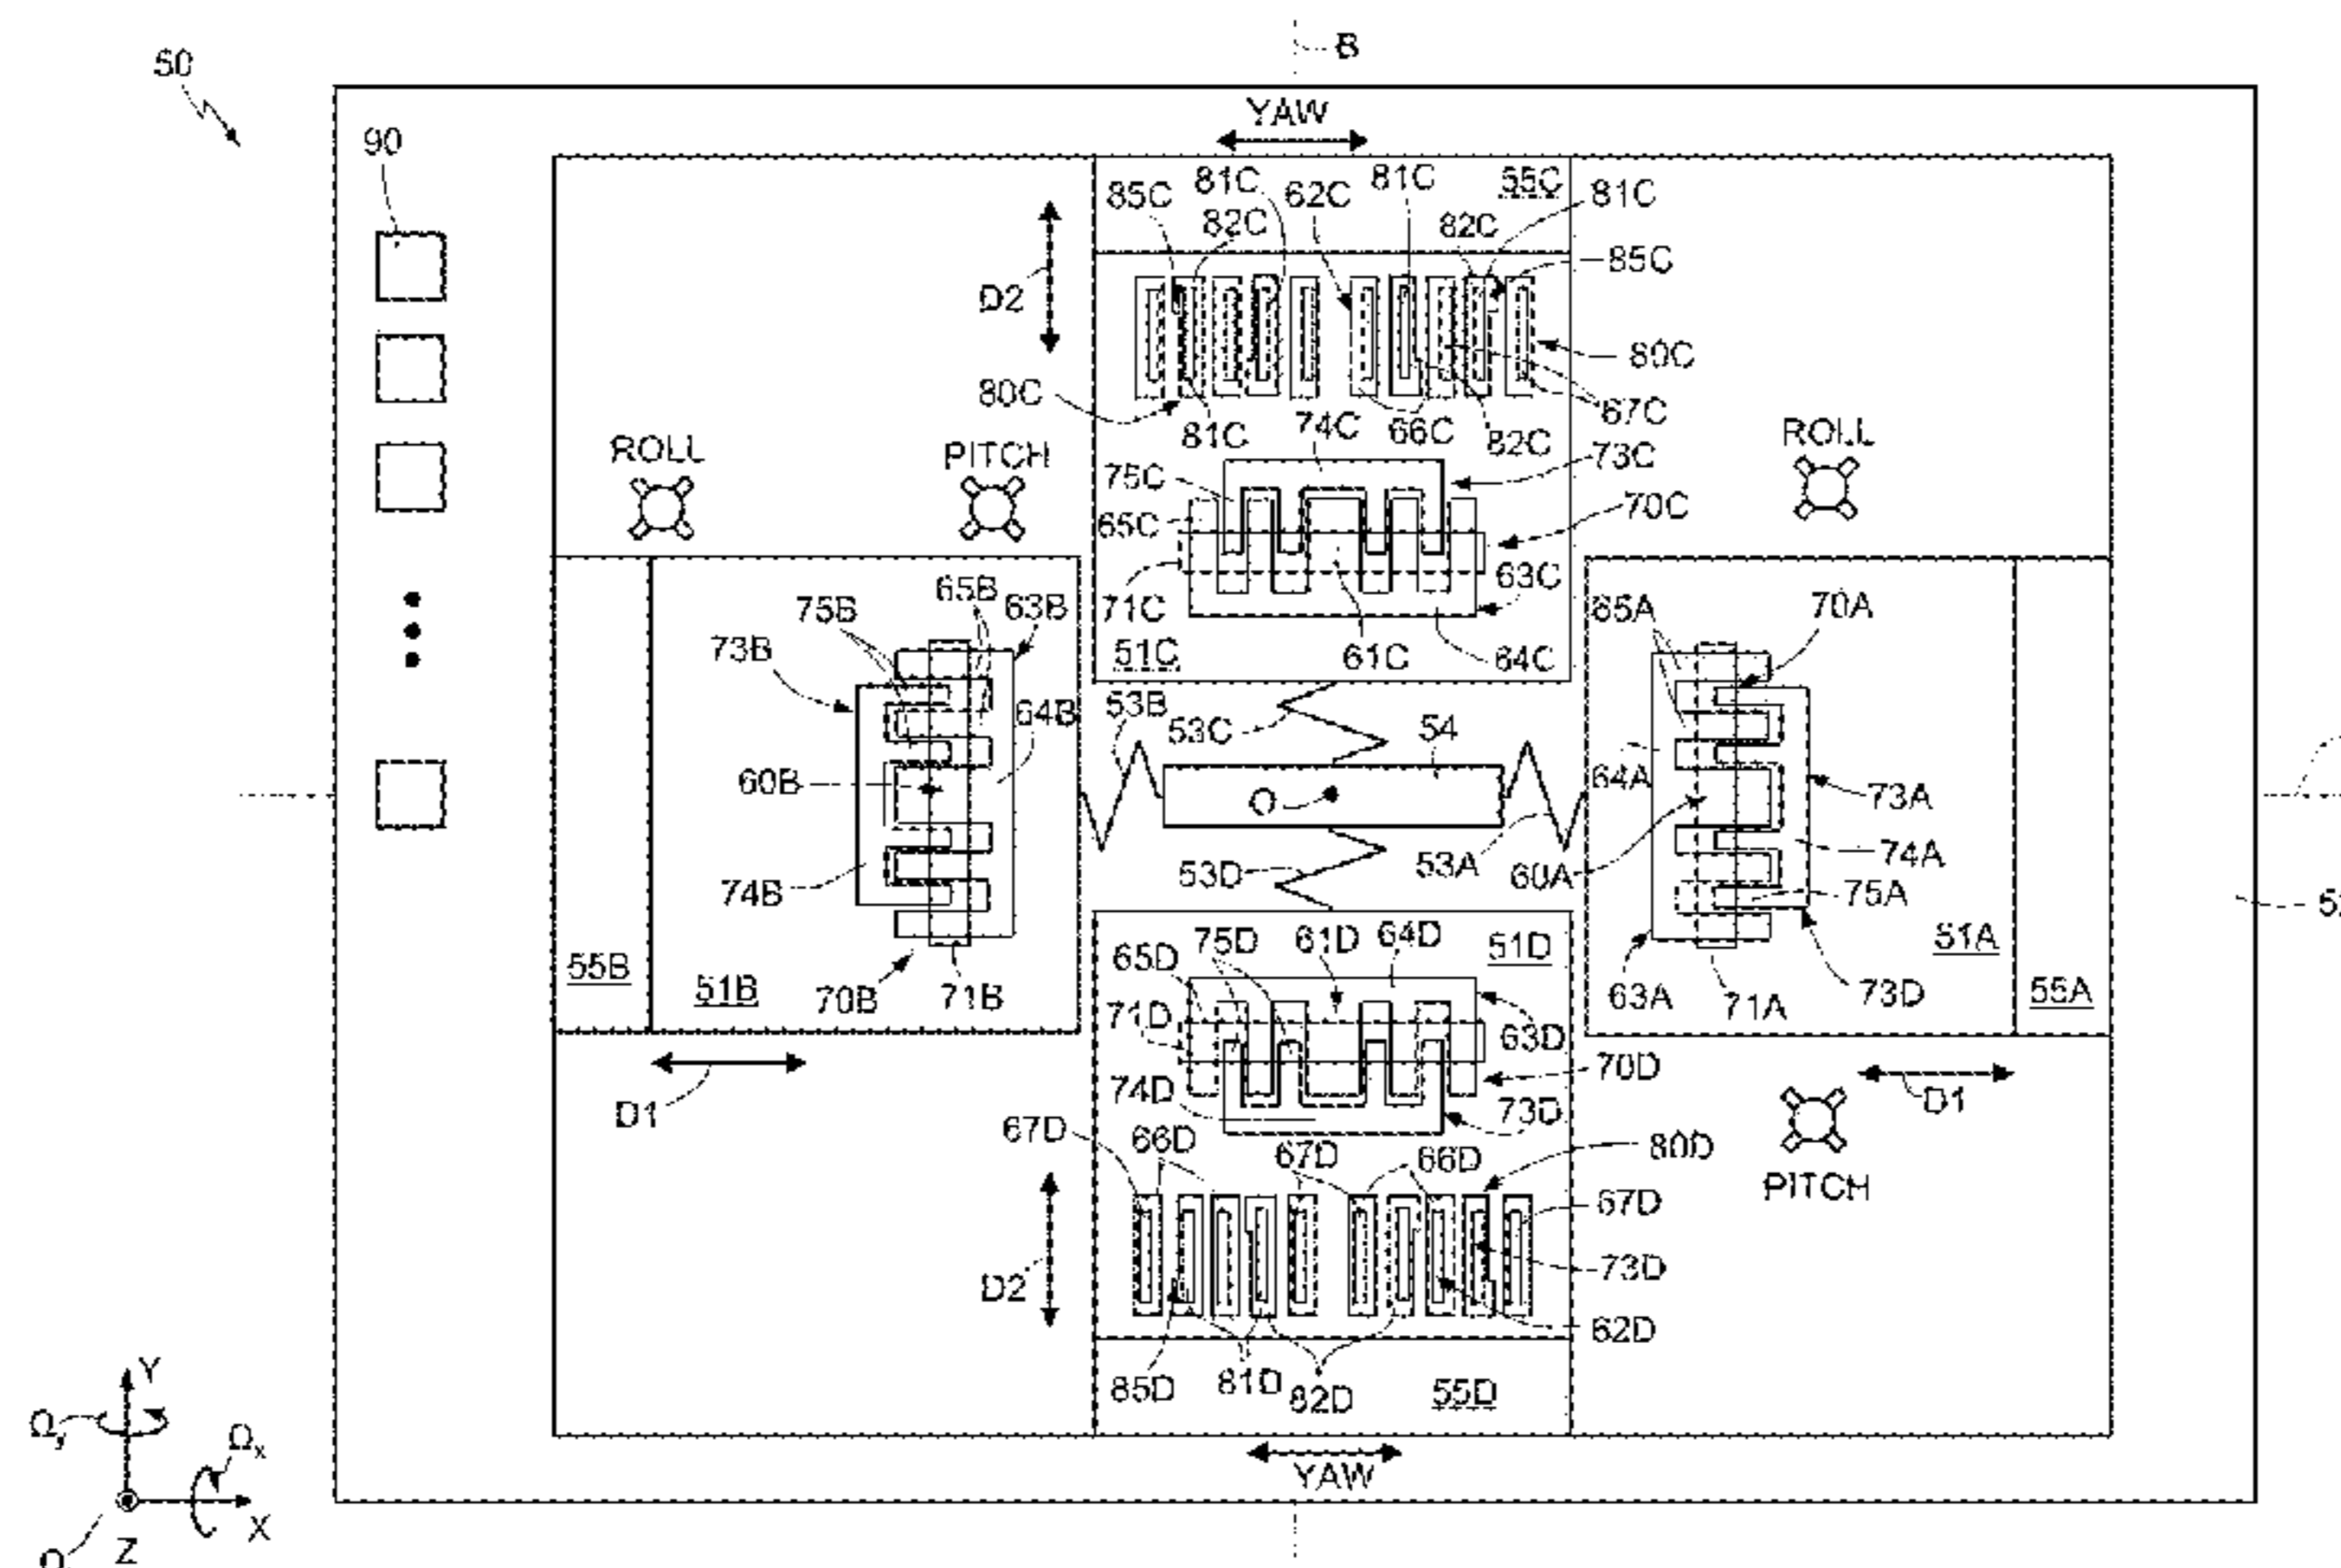 B
50
YAW
90
85C
81C
62C
81C
55C
81C
82C
82C
85C
D2
80C
80C
67C
81C
74C
66C
82C
ROLL
PITCH
ROLL
75C
73C
65C
70C
71C
63C
51C
61C
64C
75B
65B
63B
73B
64B
60B
74B
55B
51B
70B
71B
53B
53C
54
O
53D
53A
65A
70A
64A
73A
60A
74A
75A
51A
63A
71A
73D
55A
65D
75D
61D
64D
51D
71D
63D
74D
70D
73D
D1
D1
67D
66D
67D
66D
80D
PITCH
67D
73D
D2
62D
85D
81D
82D
55D
YAW
Y
Ωy
Ωx
X
Z